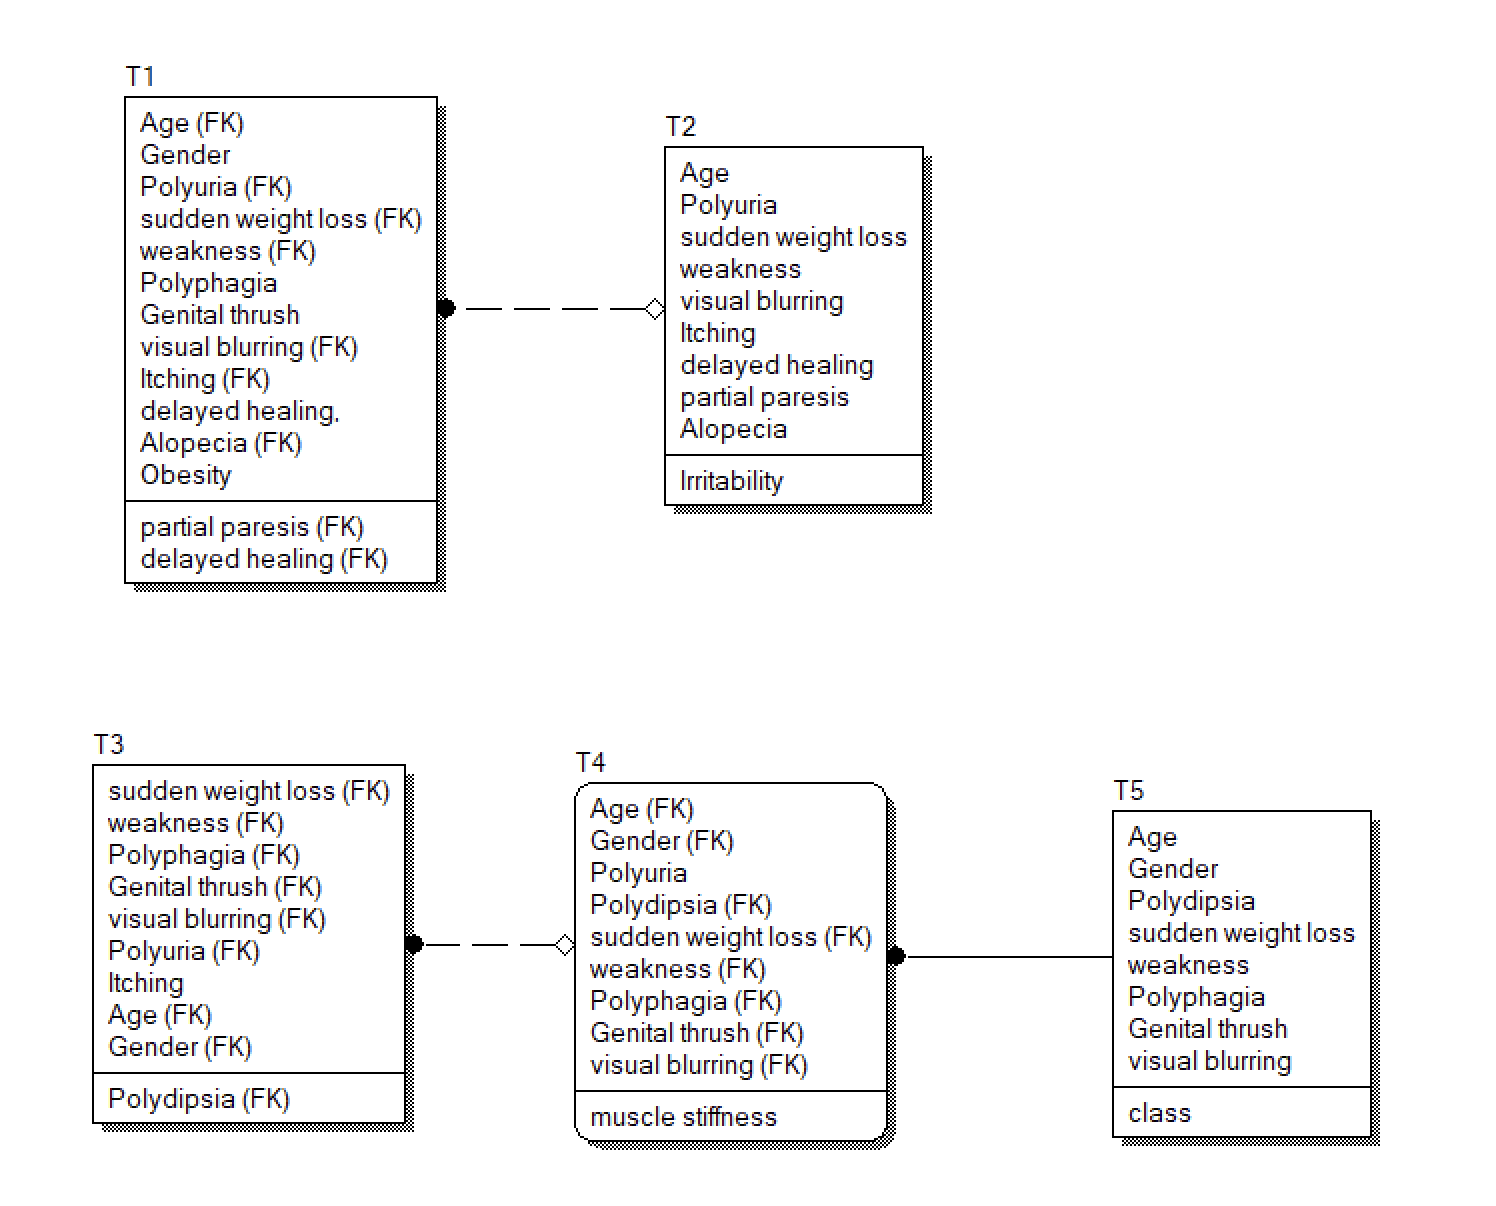 T1
Age (FK)
Gender
Polyuria (FK)
sudden weight loss (FK)
weakness (FK)
Polyphagia
Genital thrush
visual blurring (FK)
Itching (FK)
delayed healing.
Alopecia (FK)
Obesity
partial paresis (FK)
delayed healing (FK)
T2
Age
Polyuria
sudden weight loss
weakness
visual blurring
Itching
delayed healing
partial paresis
Alopecia
Irritability
T3
sudden weight loss (FK)
weakness (FK)
Polyphagia (FK)
Genital thrush (FK)
visual blurring (FK)
Polyuria (FK)
Itching
Age (FK)
Gender (FK)
Polydipsia (FK)
T4
Age (FK)
Gender (FK)
Polyuria
Polydipsia (FK)
sudden weight loss (FK)
weakness (FK)
Polyphagia (FK)
Genital thrush (FK)
visual blurring (FK)
muscle stiffness
T5
Age
Gender
Polydipsia
sudden weight loss
weakness
Polyphagia
Genital thrush
visual blurring
class